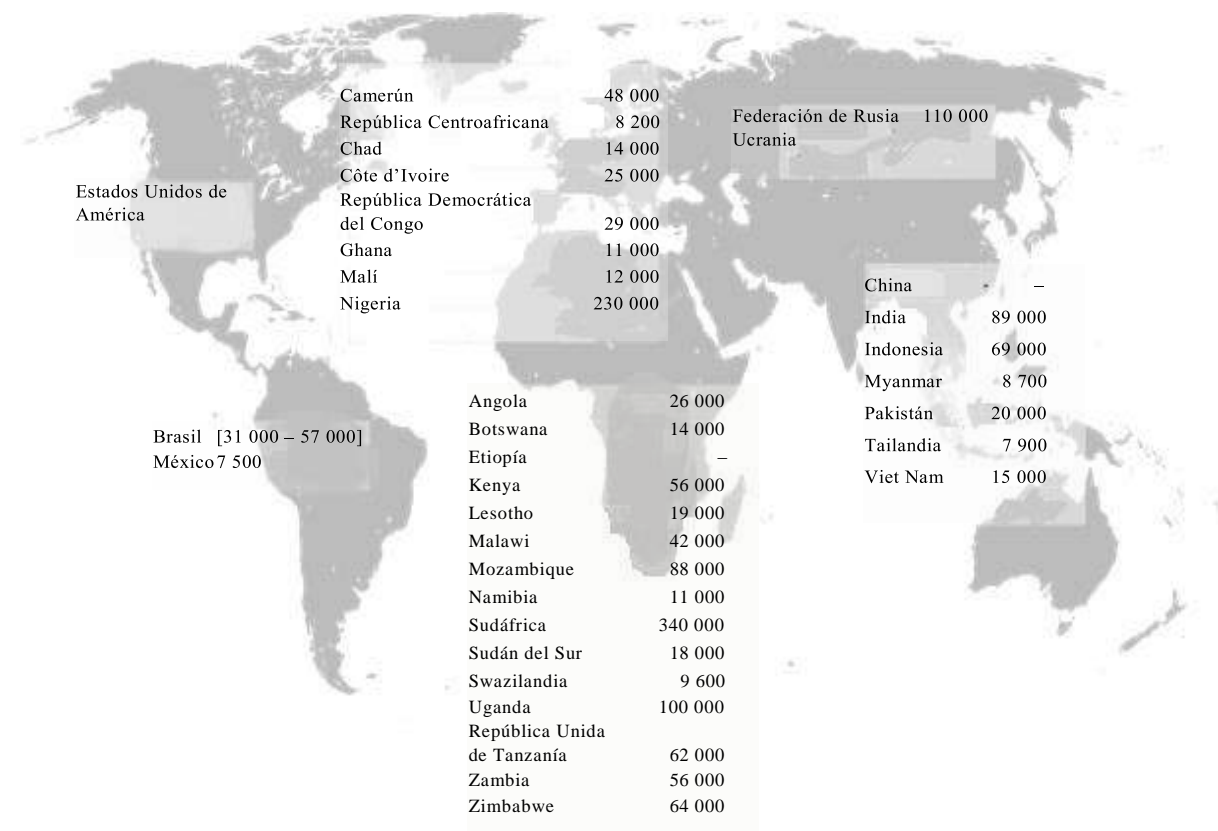 Camerún 48 000
República Centroafricana 8 200
Chad 14 000
Côte d’Ivoire 25 000
República Democrática
del Congo 29 000
Ghana 11 000
Malí 12 000
Nigeria 230 000
Federación de Rusia 110 000
Ucrania
Estados Unidos de
América
China –
India 89 000
Indonesia 69 000
Myanmar 8 700
Pakistán 20 000
Tailandia 7 900
Viet Nam 15 000
Brasil [31 000 – 57 000]
México 7 500
Angola 26 000
Botswana 14 000
Etiopía –
Kenya 56 000
Lesotho 19 000
Malawi 42 000
Mozambique 88 000
Namibia 11 000
Sudáfrica 340 000
Sudán del Sur 18 000
Swazilandia 9 600
Uganda 100 000
República Unida
de Tanzanía 62 000
Zambia 56 000
Zimbabwe 64 000